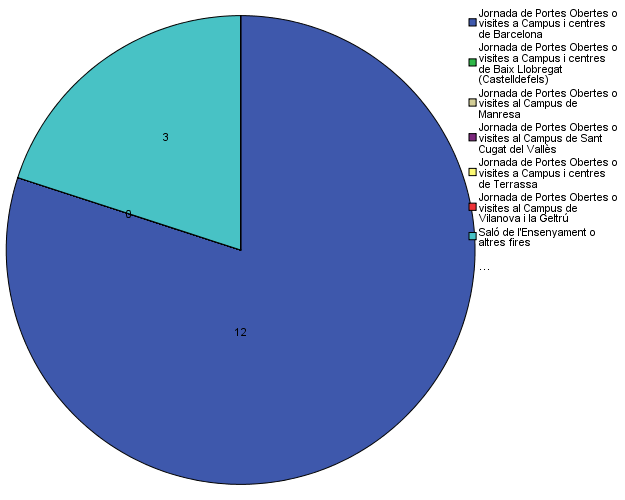 Jornada de Portes Obertes o
visites a Campus i centres
de Barcelona
Jornada de Portes Obertes o
visites a Campus i centres
de Baix Llobregat
(Castelldefels)
Jornada de Portes Obertes o
visites al Campus de
Manresa
Jornada de Portes Obertes o
visites al Campus de Sant
Cugat del Vallès
Jornada de Portes Obertes o
visites a Campus i centres
de Terrassa
Jornada de Portes Obertes o
visites al Campus de
Vilanova i la Geltrú
Saló de l'Ensenyament o
altres fires
...
3
0
12